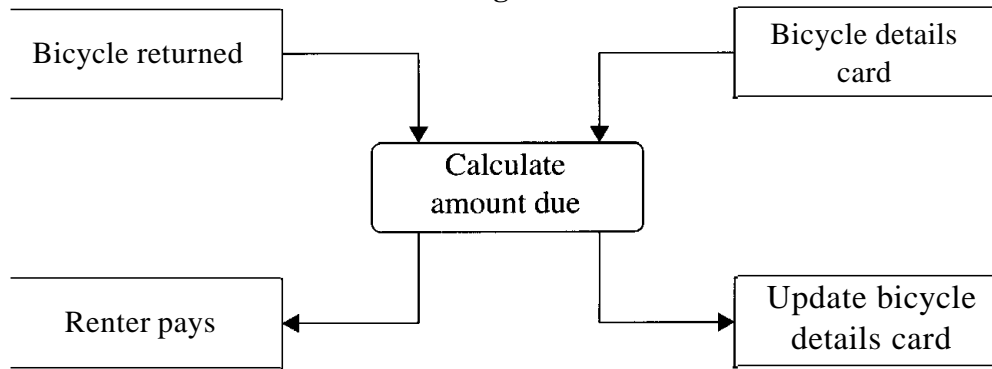 Bicycle returned
Bicycle details
card
Calculate
amount due
Renter pays
Update bicycle
details card